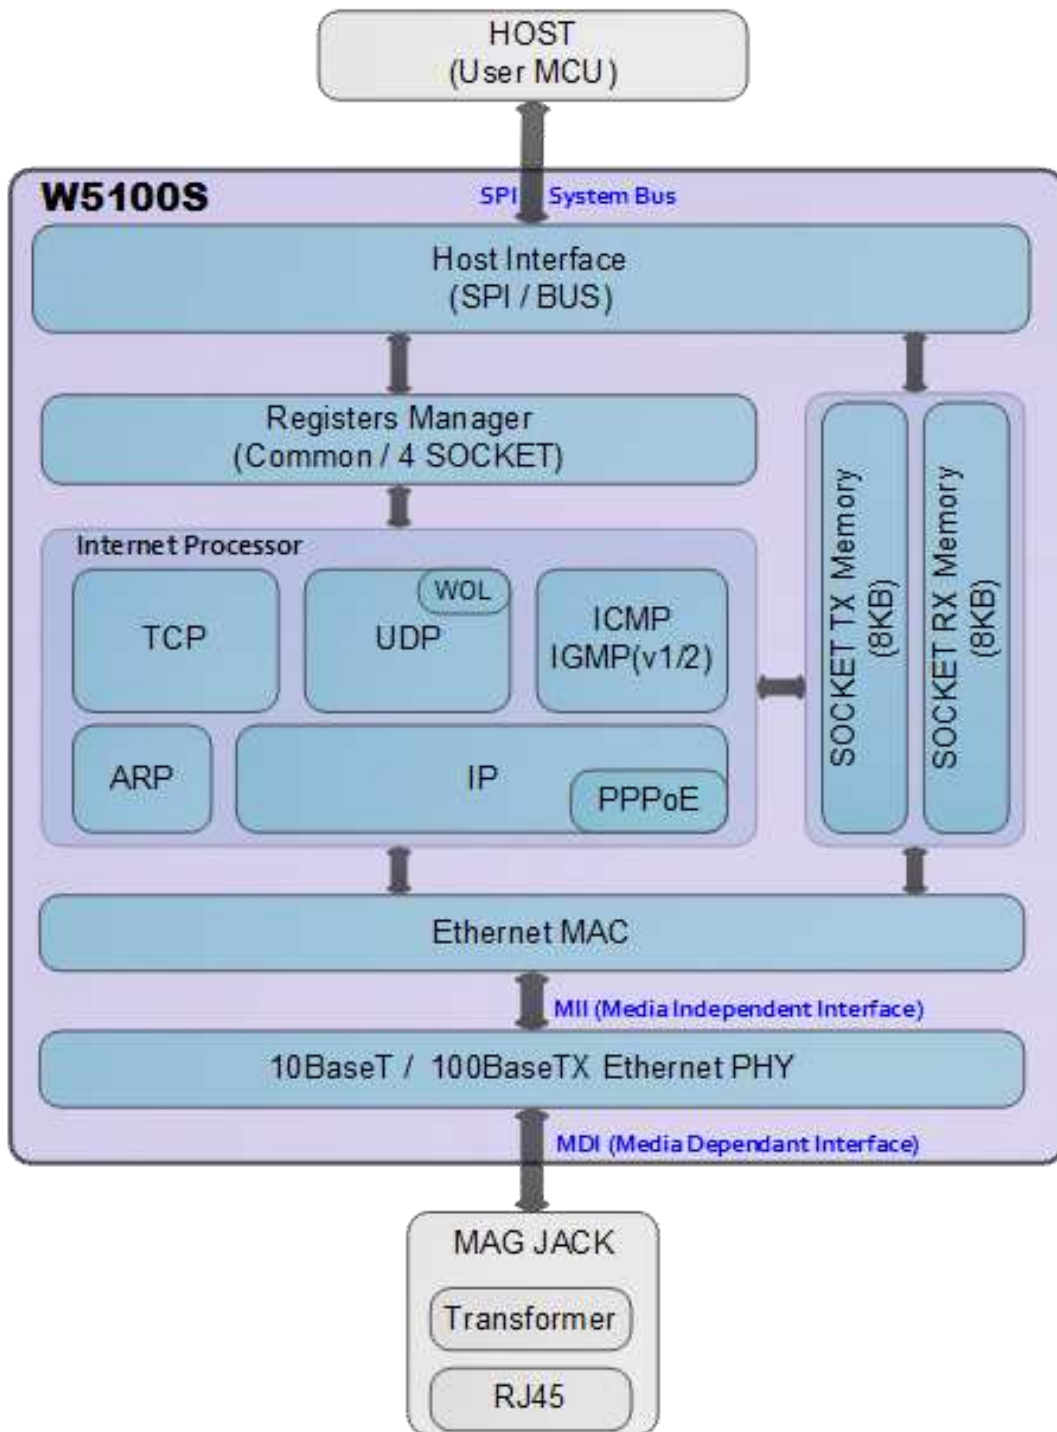 HOST
(User MCU)
W5100S
SPI System Bus
Host Interface
(SPI / BUS)
Registers Manager
(Common / 4 SOCKET)
Internet Processor
TCP
UDP
WOL
ICMP
IGMP(v1/2)
ARP
IP
PPPoE
SOCKET TX Memory
(8KB)
SOCKET RX Memory
(8KB)
Ethernet MAC
MII (Media Independent Interface)
10BaseT / 100BaseTX Ethernet PHY
MDI (Media Dependant Interface)
MAG JACK
Transformer
RJ45